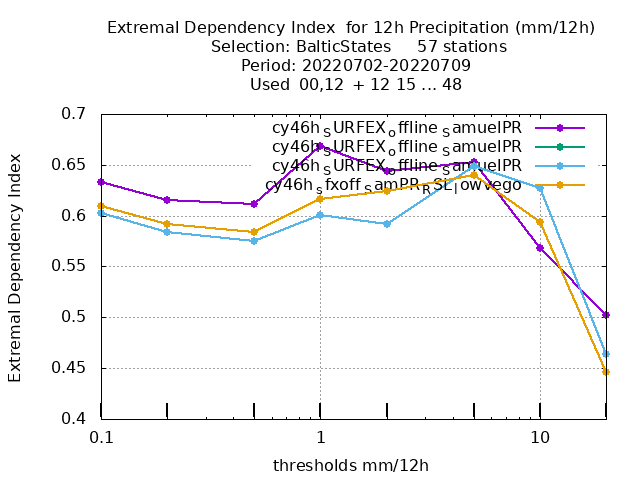 Extremal Dependency Index  for 12h Precipitation (mm/12h)
Selection: BalticStates     57 stations
Period: 20220702-20220709
Used  00,12  + 12 15 ... 48
cy46h_SURFEX_offline_SamuelPR
cy46h_SURFEX_offline_SamuelPR
cy46h_SURFEX_offline_SamuelPR
cy46h_sfxoff_SamPR_RSL_lowvego
Extremal Dependency Index
0.7
0.65
0.6
0.55
0.5
0.45
0.4
0.1
1
10
thresholds mm/12h